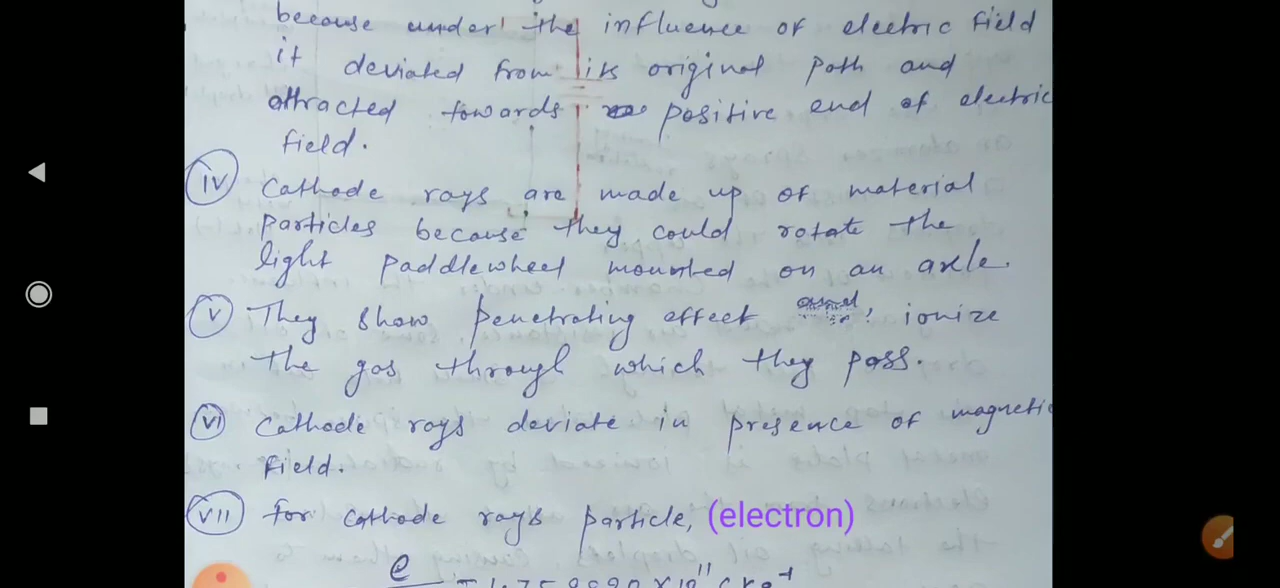 because under the influence of electric field
it deviated from its original path and
attracted towards positive end of electric
field.
iv Cathode rays are made up of material
particles because they could rotate the
light paddlewheel mounted on an axle.
v They show penetrating effect and ionize
the gas through which they pass.
vi Cathode rays deviate in presence of magnetic
field.
vii for cathode rays particle, (electron)
e